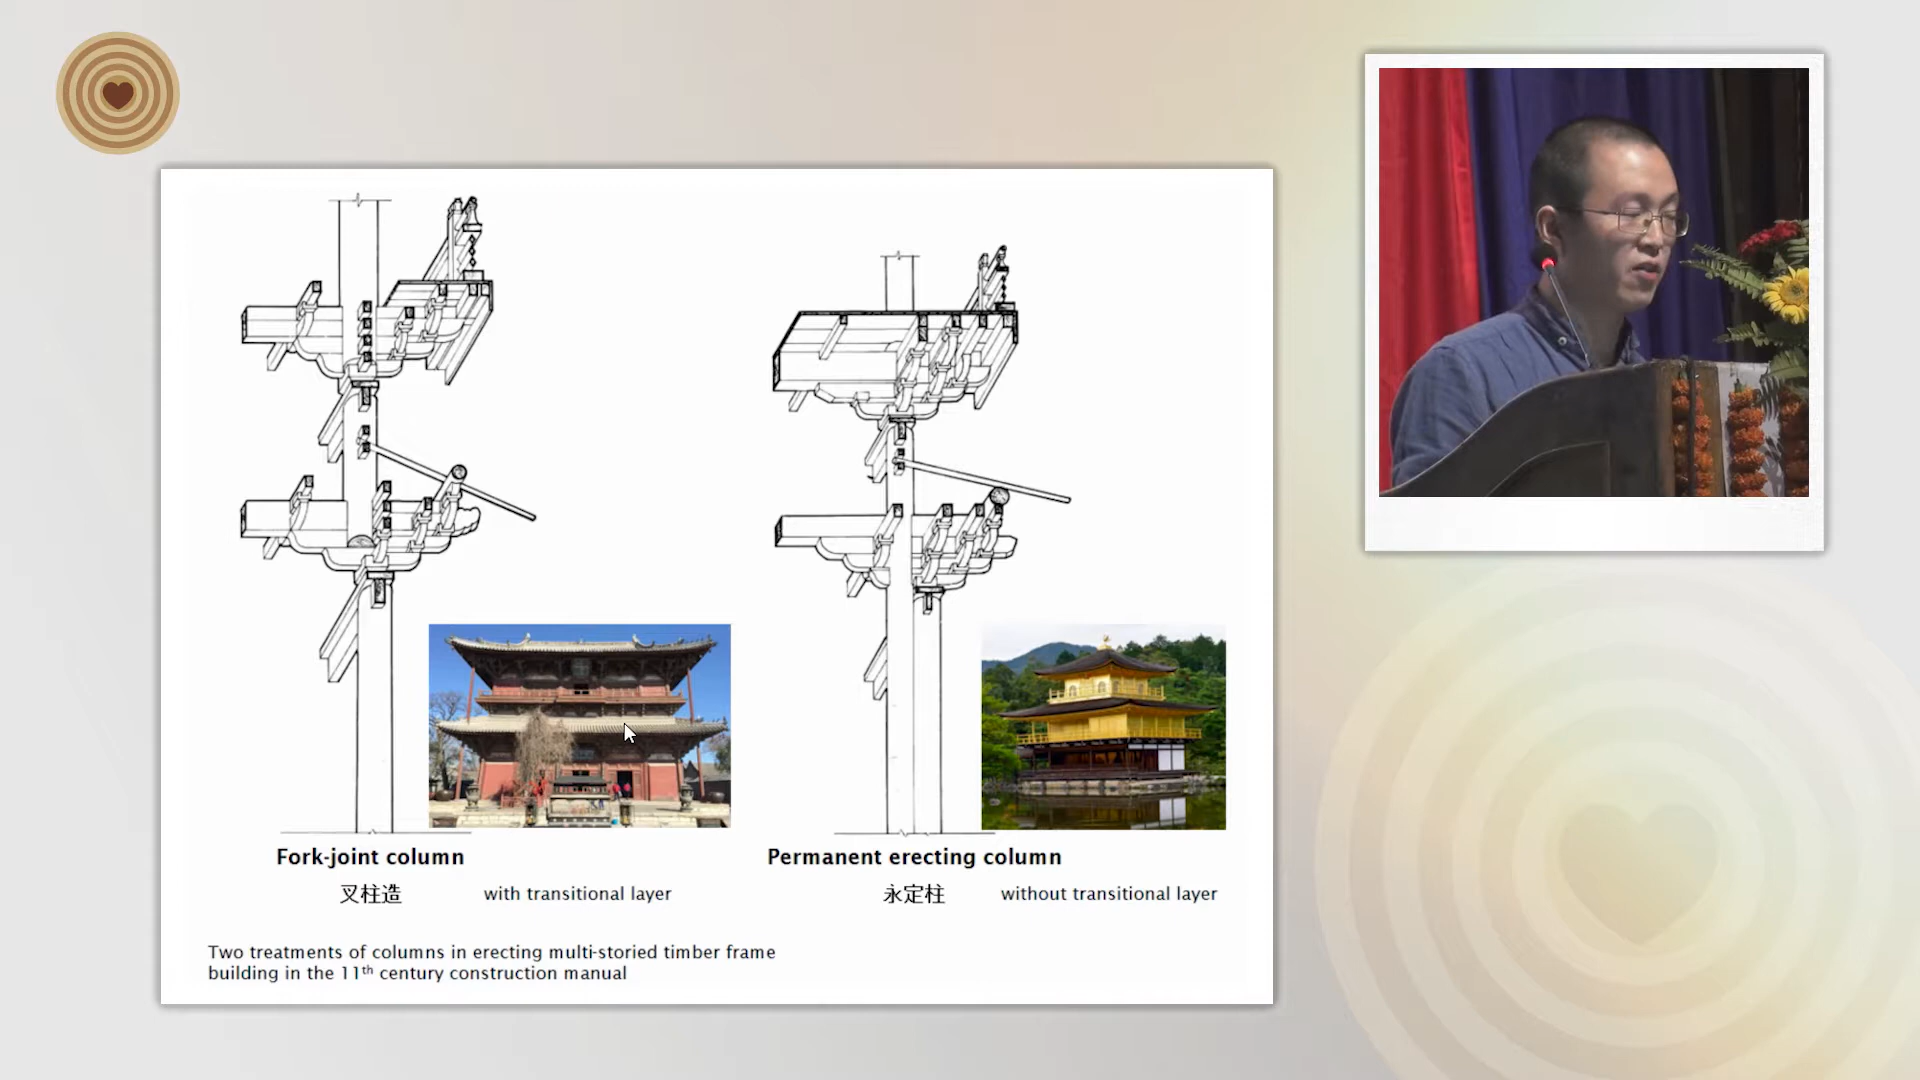 Fork-joint column
叉柱造
with transitional layer
Permanent erecting column
永定柱
without transitional layer
Two treatments of columns in erecting multi-storied timber frame
building in the 11th century construction manual